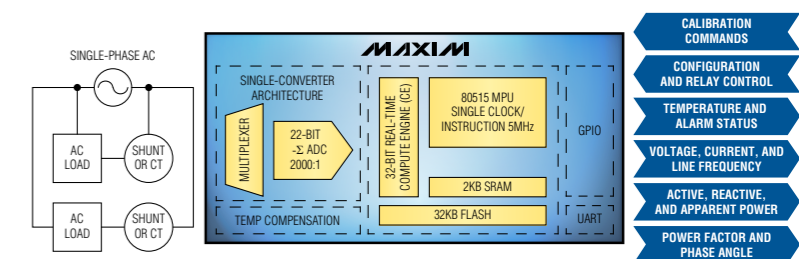 SINGLE-PHASE AC
AC
LOAD
SHUNT
OR CT
AC
LOAD
SHUNT
OR CT
MAXIM
SINGLE-CONVERTER
ARCHITECTURE
MULTIPLEXER
22-BIT
-Σ ADC
2000:1
TEMP COMPENSATION
32-BIT REAL-TIME
COMPUTE ENGINE (CE)
80515 MPU
SINGLE CLOCK/
INSTRUCTION 5MHz
2KB SRAM
32KB FLASH
GPIO
UART
CALIBRATION
COMMANDS
CONFIGURATION
AND RELAY CONTROL
TEMPERATURE AND
ALARM STATUS
VOLTAGE, CURRENT, AND
LINE FREQUENCY
ACTIVE, REACTIVE,
AND APPARENT POWER
POWER FACTOR AND
PHASE ANGLE